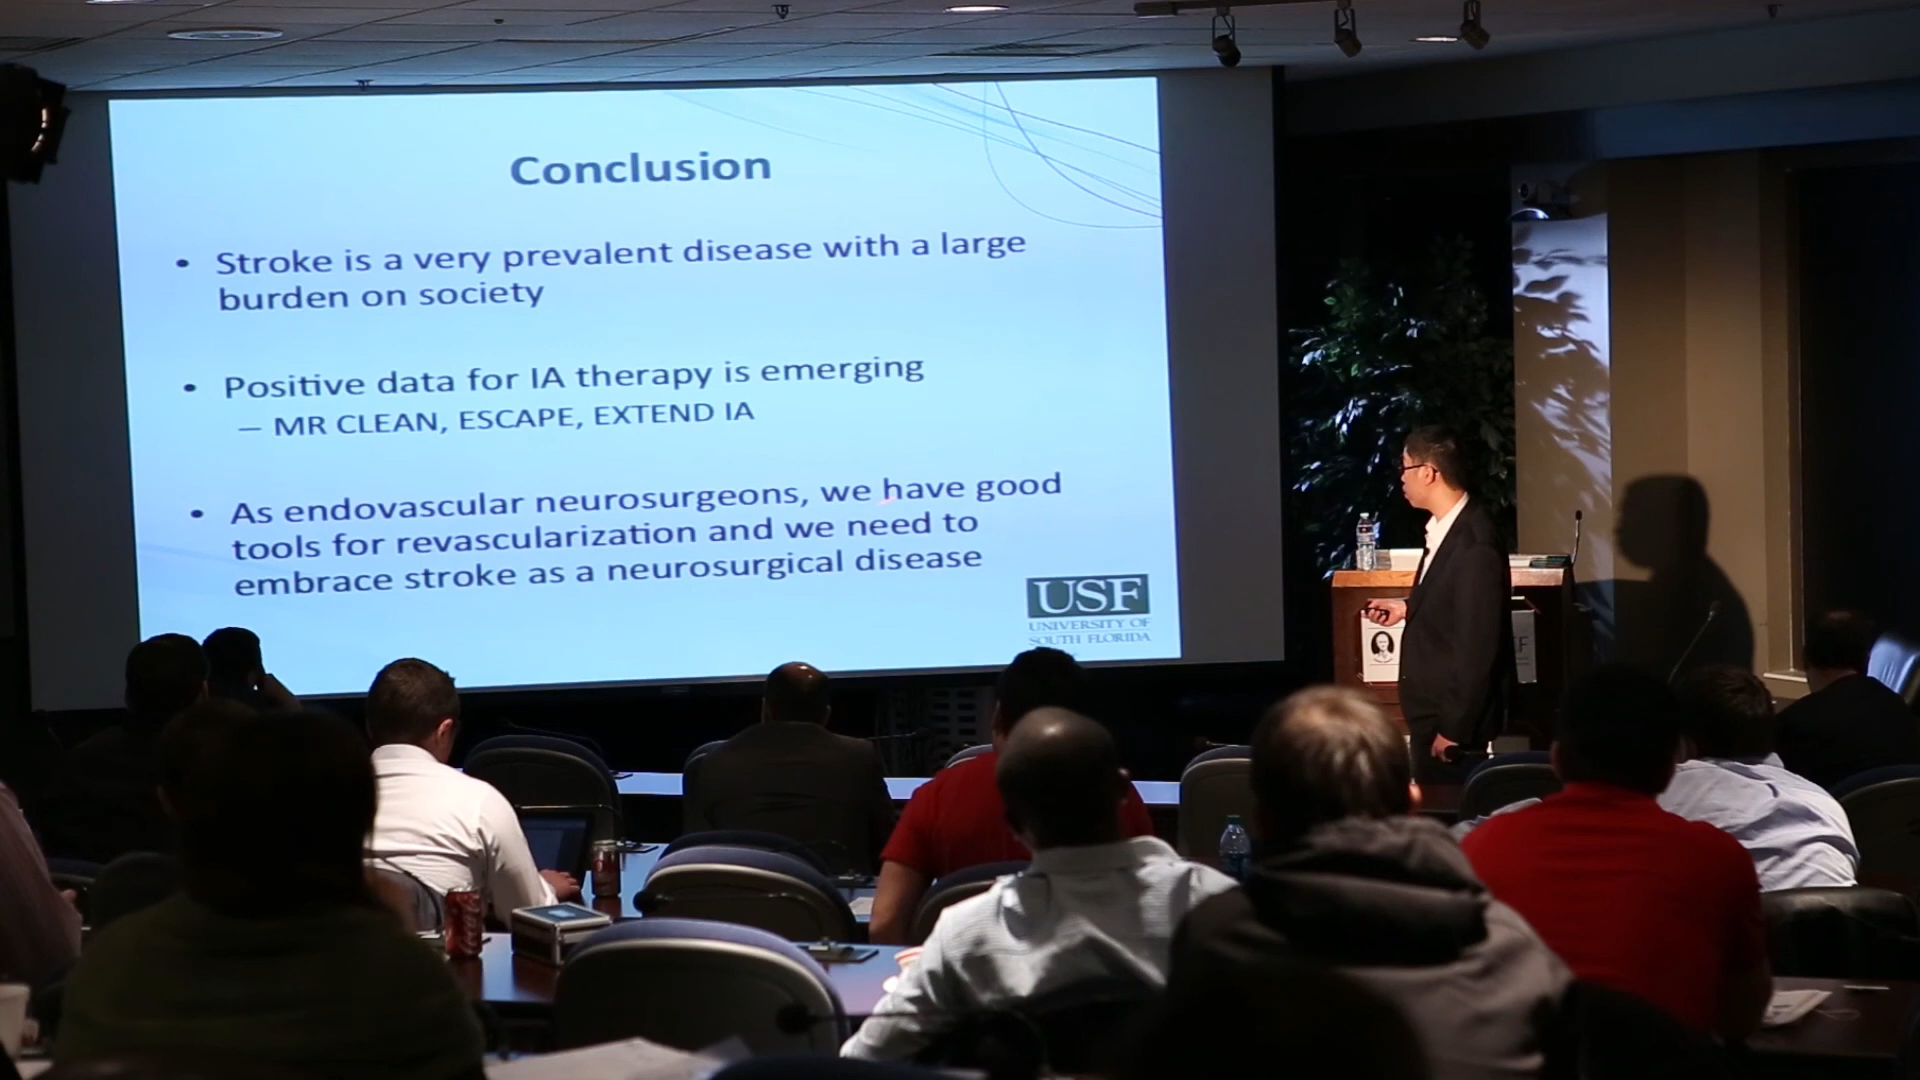 Conclusion
• Stroke is a very prevalent disease with a large
burden on society
• Positive data for IA therapy is emerging
– MR CLEAN, ESCAPE, EXTEND IA
• As endovascular neurosurgeons, we have good
tools for revascularization and we need to
embrace stroke as a neurosurgical disease
USF
UNIVERSITY OF
SOUTH FLORIDA